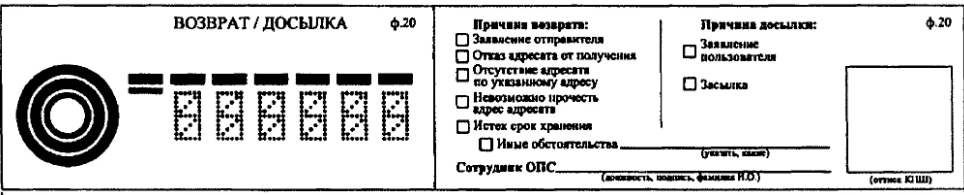 ВОЗВРАТ / ДОСЫЛКА ф.20
Причина возврата:
Заявление отправителя
Отказ адресата от получения
Отсутствие адресата
по указанному адресу
Невозможно прочесть
адрес адресата
Истек срок хранения
Иные обстоятельства
(указать, какие)
Сотрудник ОПС
(должность, подпись, фамилия И.О.)
Причина досылки:
Заявление
пользователя
Засылка
ф.20
(оттиск КПШ)